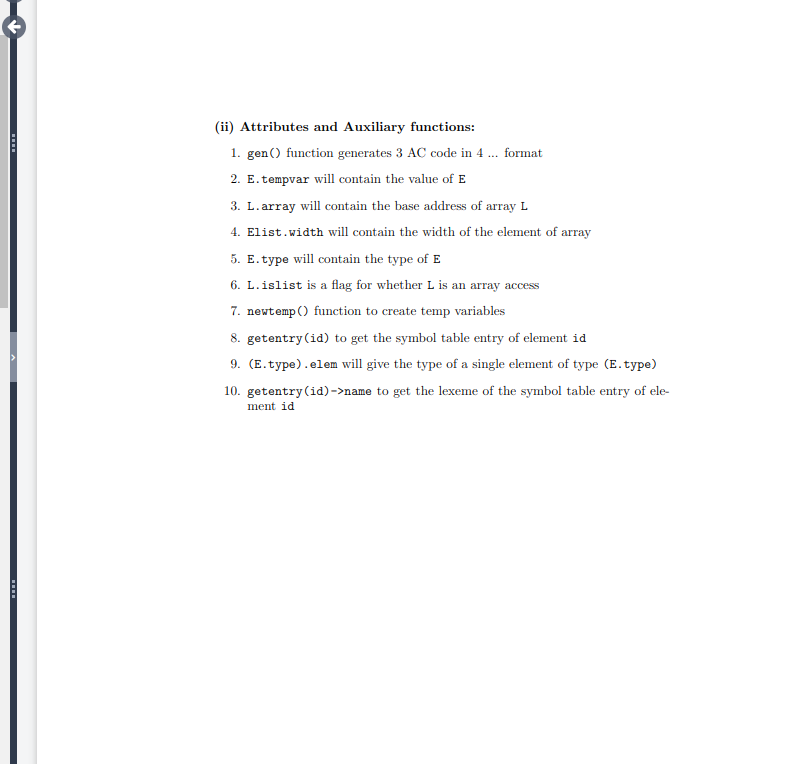 (ii) Attributes and Auxiliary functions:
1. gen() function generates 3 AC code in 4 ... format
2. E.tempvar will contain the value of E
3. L.array will contain the base address of array L
4. Elist.width will contain the width of the element of array
5. E.type will contain the type of E
6. L.islist is a flag for whether L is an array access
7. newtemp() function to create temp variables
8. getentry(id) to get the symbol table entry of element id
9. (E.type).elem will give the type of a single element of type (E.type)
10. getentry(id)->name to get the lexeme of the symbol table entry of ele-
ment id